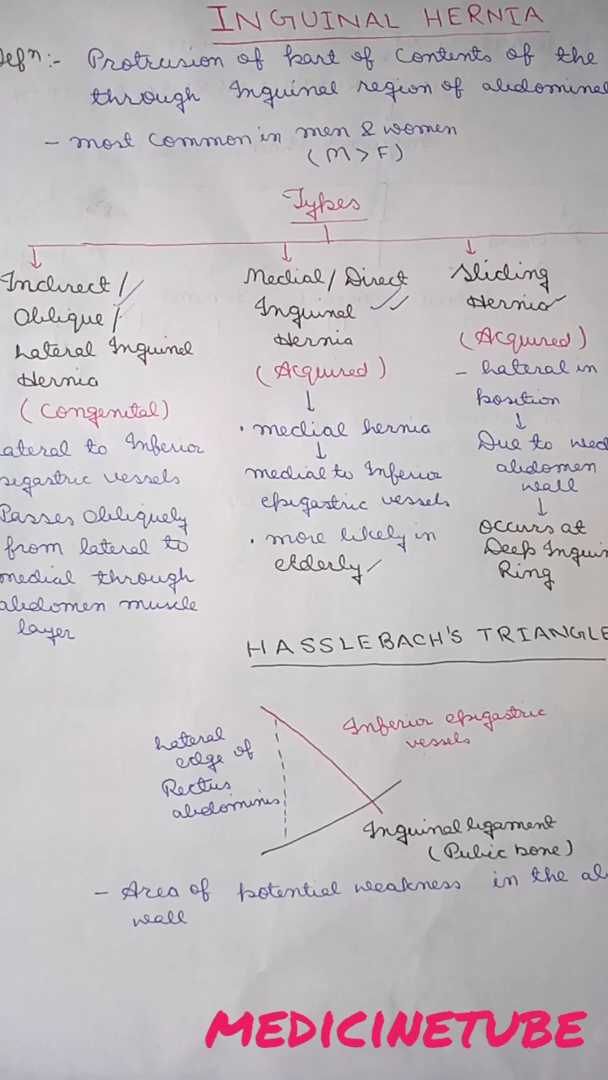 INGUINAL HERNIA
Defⁿ:- Protrusion of part of contents of the
through Inguinal region of abdominal
- most common in men & women
(M > F)
Types
Indirect /
Oblique /
Lateral Inguinal
Hernia
(Congenital)
ateral to Inferior
pigastric vessels
Passes obliquely
from lateral to
medial through
abdomen muscle
layer
Medial / Direct
Inguinal
Hernia
(Acquired)
• medial hernia
medial to Inferior
epigastric vessels
• more likely in
elderly
Sliding
Hernia
(Acquired)
- Lateral in
position
Due to wea
abdomen
wall
occurs at
Deep Inguin
Ring
HASSLEBACH'S TRIANGLE
Lateral
edge of
Rectus
abdominis
Inferior epigastric
vessels
Inguinal ligament
(Pubic bone)
- Area of potential weakness in the ab
wall
MEDICINETUBE